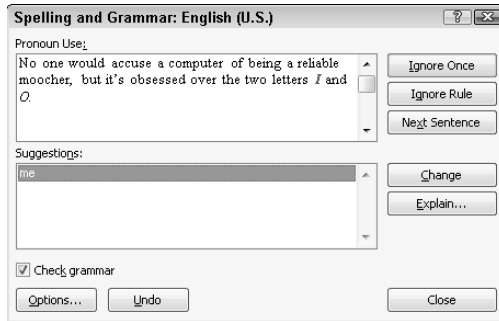 Spelling and Grammar: English (U.S.)
Pronoun Use:
No one would accuse a computer of being a reliable
moocher, but it's obsessed over the two letters I and
O.
Ignore Once
Ignore Rule
Next Sentence
Suggestions:
me
Change
Explain...
Check grammar
Options...
Undo
Close